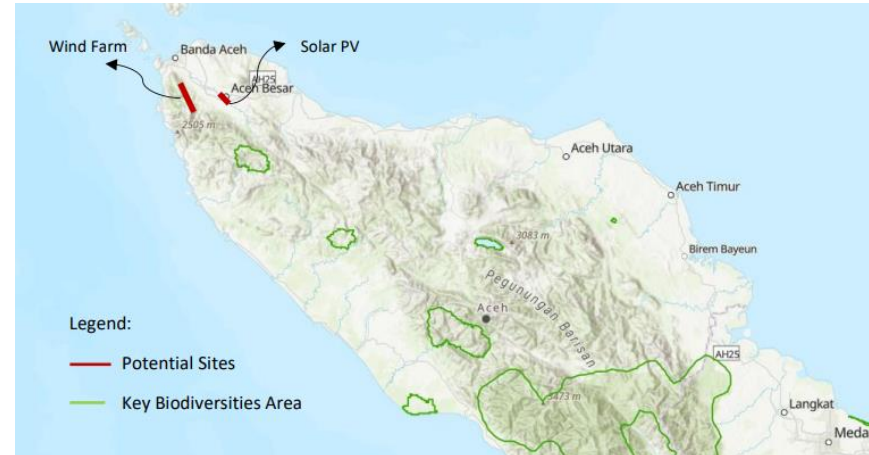 Wind Farm
Banda Aceh
Solar PV
AH25
Aceh Besar
2505 m
Aceh Utara
Aceh Timur
3083 m
Birem Bayeun
Pegunungan Barisan
Aceh
Legend:
Potential Sites
AH25
Key Biodiversities Area
3473 m
Langkat
Meda